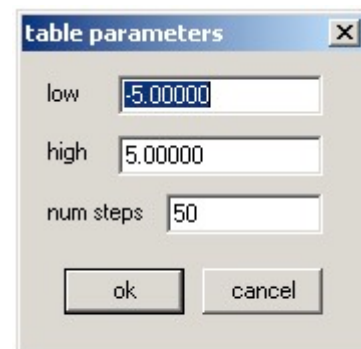 table parameters
low -5.00000
high 5.00000
num steps 50
ok cancel